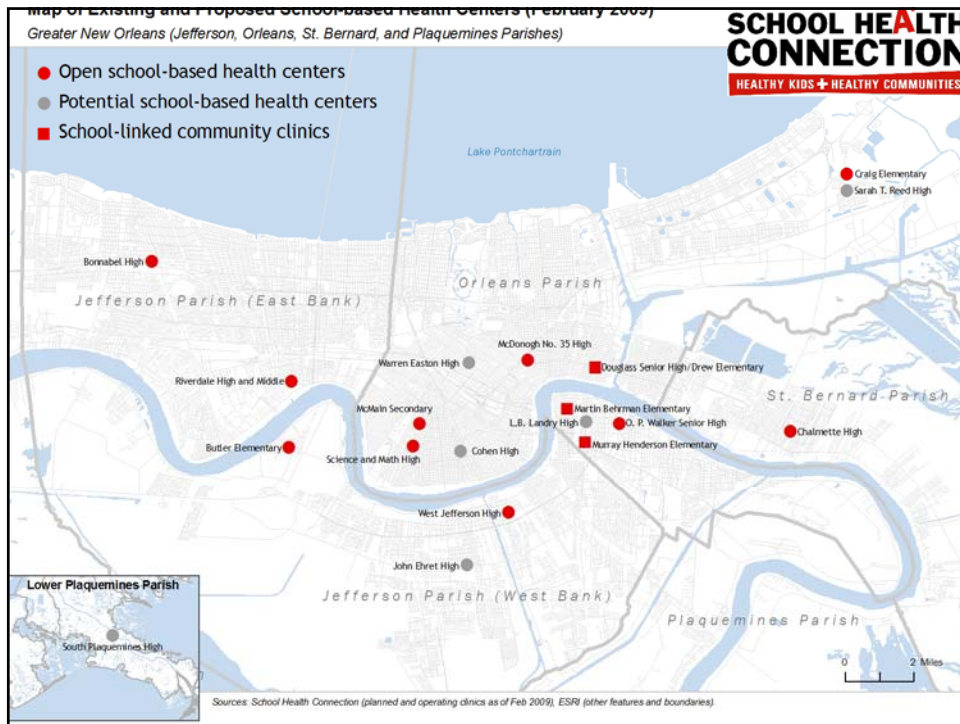 Map of Existing and Proposed School-based Health Centers (February 2009)
Greater New Orleans (Jefferson, Orleans, St. Bernard, and Plaquemines Parishes)
SCHOOL HEALTH
CONNECTION
HEALTHY KIDS + HEALTHY COMMUNITIES
Open school-based health centers
Potential school-based health centers
School-linked community clinics
Lake Pontchartrain
Craig Elementary
Sarah T. Reed High
Bonnabel High
Orleans Parish
Jefferson Parish (East Bank)
McDonogh No. 35 High
Warren Easton High
Douglass Senior High/Drew Elementary
Riverdale High and Middle
St. Bernard Parish
McMain Secondary
Martin Behrman Elementary
L.B. Landry High
O. P. Walker Senior High
Chalmette High
Butler Elementary
Science and Math High
Cohen High
Murray Henderson Elementary
West Jefferson High
John Ehret High
Jefferson Parish (West Bank)
Plaquemines Parish
Lower Plaquemines Parish
South Plaquemines High
0 2 Miles
Sources: School Health Connection (planned and operating clinics as of Feb 2009), ESRI (other features and boundaries).